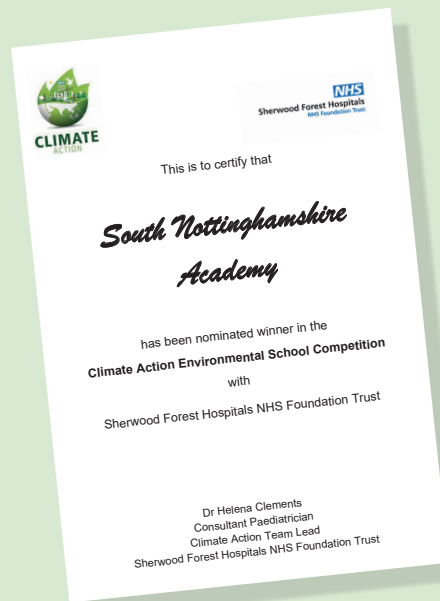 CLIMATE
ACTION
NHS
Sherwood Forest Hospitals
NHS Foundation Trust
This is to certify that
South Nottinghamshire
Academy
has been nominated winner in the
Climate Action Environmental School Competition
with
Sherwood Forest Hospitals NHS Foundation Trust
Dr Helena Clements
Consultant Paediatrician
Climate Action Team Lead
Sherwood Forest Hospitals NHS Foundation Trust